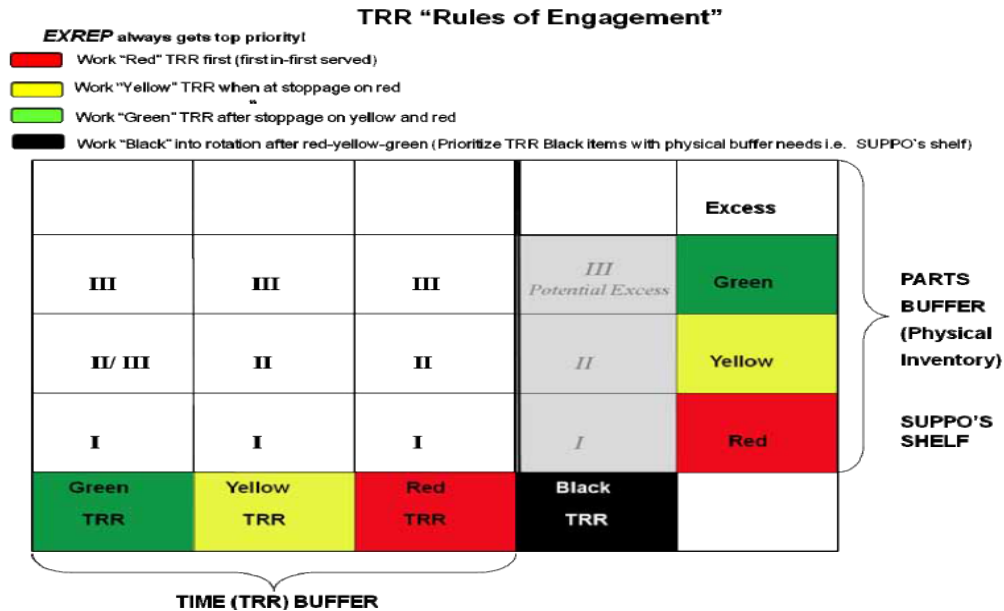 TRR “Rules of Engagement”
EXREP always gets top priority!
Work “Red” TRR first (first in-first served)
Work “Yellow” TRR when at stoppage on red
"
Work “Green” TRR after stoppage on yellow and red
Work “Black” into rotation after red-yellow-green (Prioritize TRR Black items with physical buffer needs i.e. SUPPO’s shelf)
Excess
III III III III Green
Potential Excess
II/ III II II II Yellow
I I I I Red
Green Yellow Red Black
TRR TRR TRR TRR
PARTS
BUFFER
(Physical
Inventory)
SUPPO’S
SHELF
TIME (TRR) BUFFER